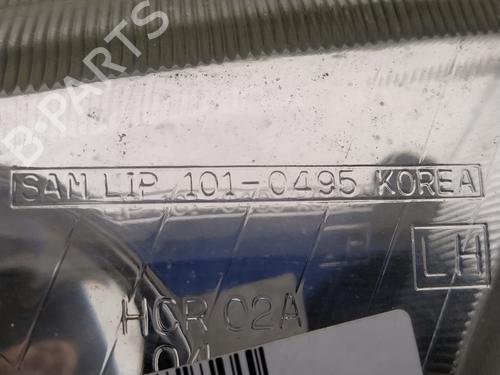 B-PARTS
SAM LIP 101-0495 KOREA
LH
HCR 02A